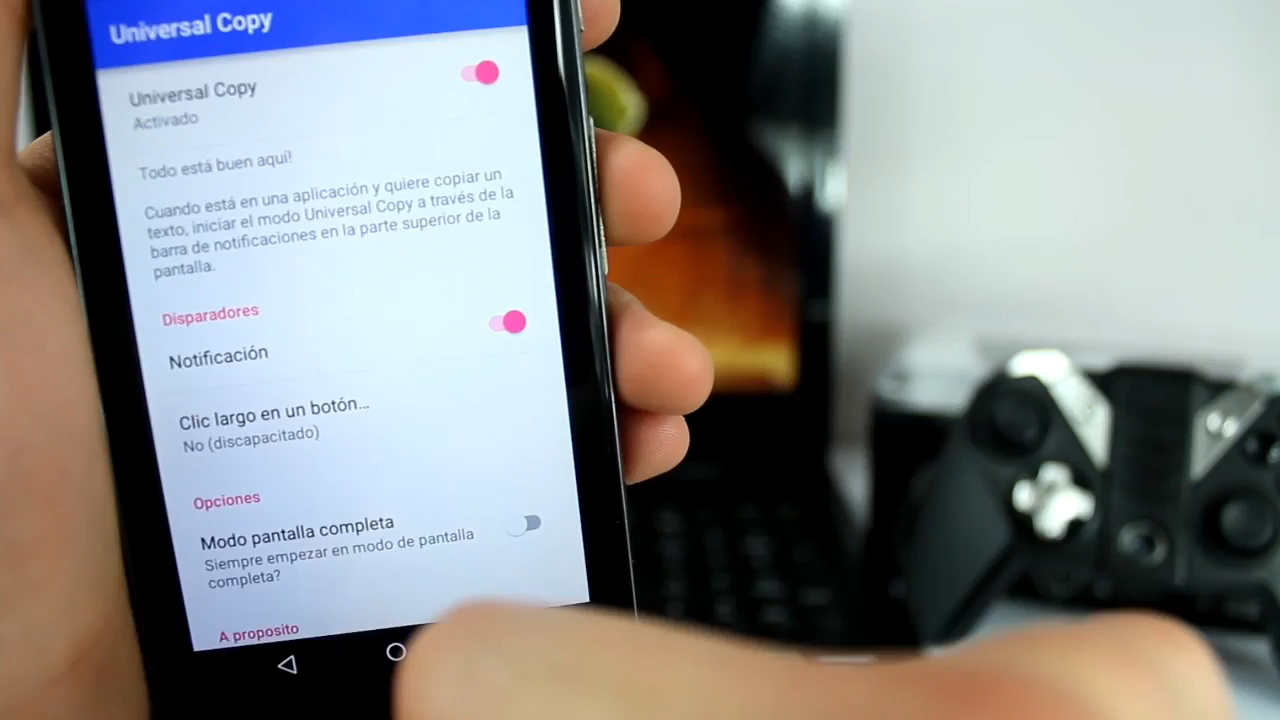 Universal Copy
Universal Copy
Activado
Todo está buen aquí!
Cuando está en una aplicación y quiere copiar un
texto, iniciar el modo Universal Copy a través de la
barra de notificaciones en la parte superior de la
pantalla.
Disparadores
Notificación
Clic largo en un botón...
No (discapacitado)
Opciones
Modo pantalla completa
Siempre empezar en modo de pantalla
completa?
A proposito